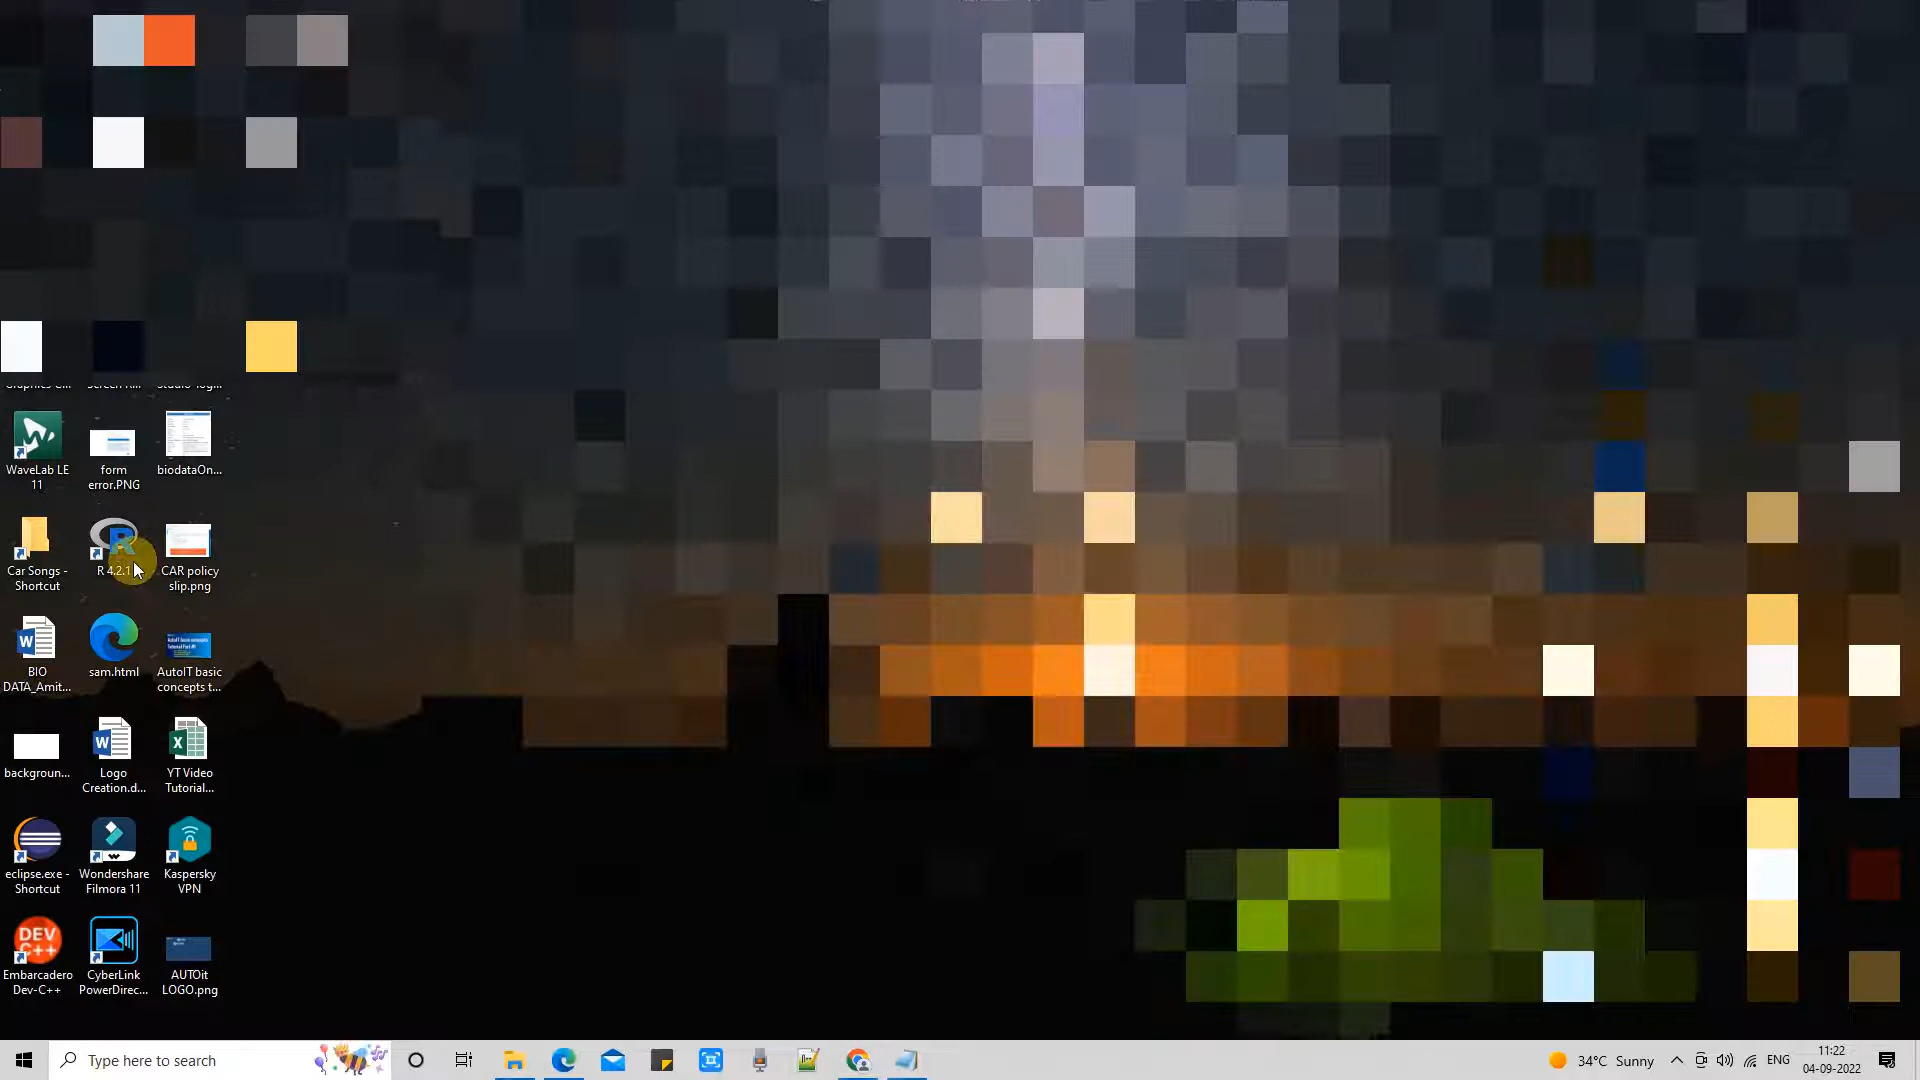 WaveLab LE
11
form
error.PNG
biodataOn...
Car Songs -
Shortcut
R 4.2.1
CAR policy
slip.png
BIO
DATA_Amit...
sam.html
AutoIT basic
concepts t...
backgroun...
Logo
Creation.d...
YT Video
Tutorial...
eclipse.exe -
Shortcut
Wondershare
Filmora 11
Kaspersky
VPN
DEV
C++
Embarcadero
Dev-C++
CyberLink
PowerDirec...
AUTOit
LOGO.png
Type here to search
34°C Sunny
ENG
11:22
04-09-2022